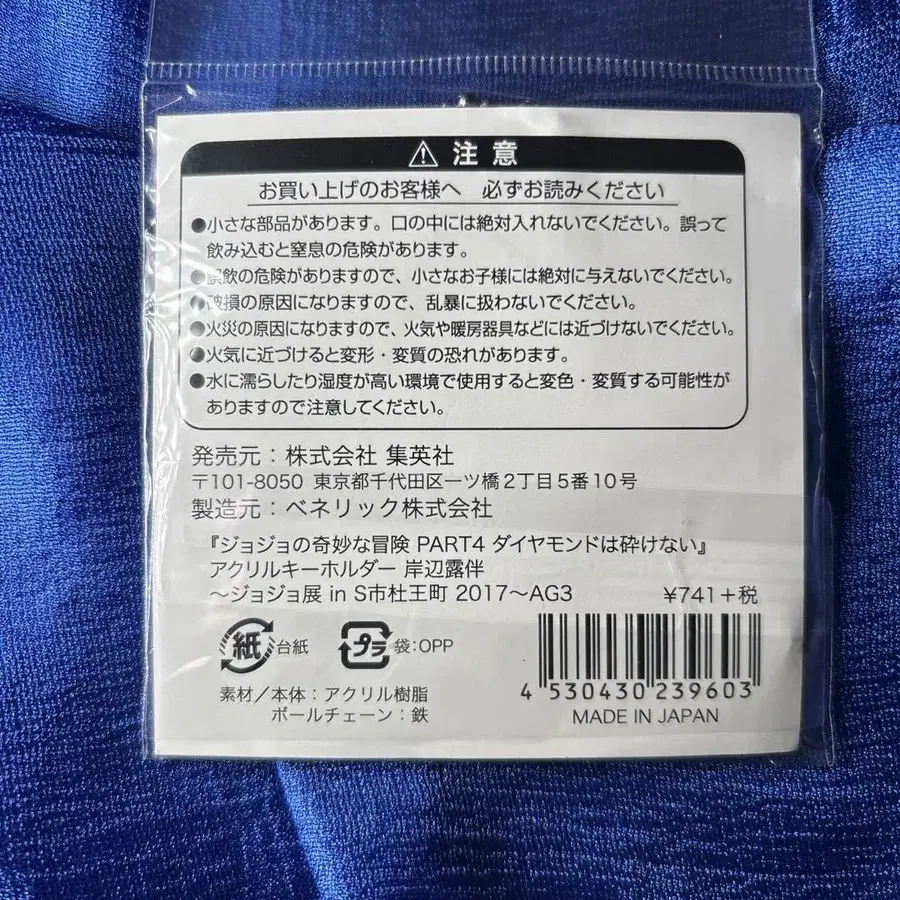 ⚠ 注意
お買い上げのお客様へ 必ずお読みください
●小さな部品があります。口の中には絶対入れないでください。誤って
飲み込むと窒息の危険があります。
●誤飲の危険がありますので、小さなお子様には絶対に与えないでください。
●破損の原因になりますので、乱暴に扱わないでください。
●火災の原因になりますので、火気や暖房器具などには近づけないでください。
●火気に近づけると変形・変質の恐れがあります。
●水に濡らしたり湿度が高い環境で使用すると変色・変質する可能性が
ありますので注意してください。
発売元:株式会社 集英社
〒101-8050 東京都千代田区一ツ橋2丁目5番10号
製造元:ベネリック株式会社
『ジョジョの奇妙な冒険 PART4 ダイヤモンドは砕けない』
アクリルキーホルダー 岸辺露伴
〜ジョジョ展 in S市杜王町 2017〜AG3 ¥741+税
紙 台紙 プラ 袋:OPP
素材/本体:アクリル樹脂
ボールチェーン:鉄
4 530430 239603
MADE IN JAPAN